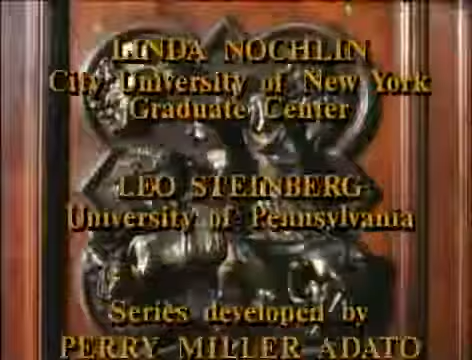 LINDA NOCHLIN
City University of New York
Graduate Center
LEO STEINBERG
University of Pennsylvania
Series developed by
PERRY MILLER ADATO